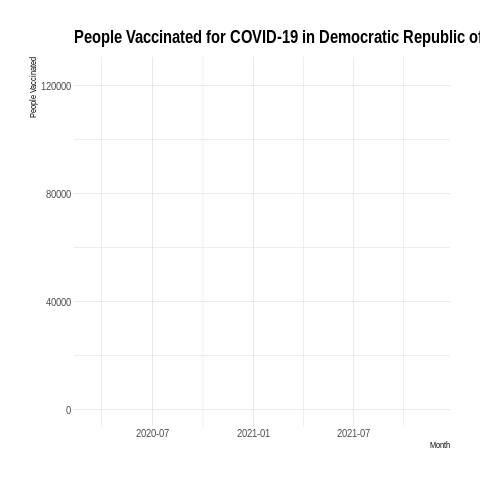 People Vaccinated for COVID-19 in Democratic Republic of
People Vaccinated
120000
80000
40000
0
2020-07 2021-01 2021-07
Month